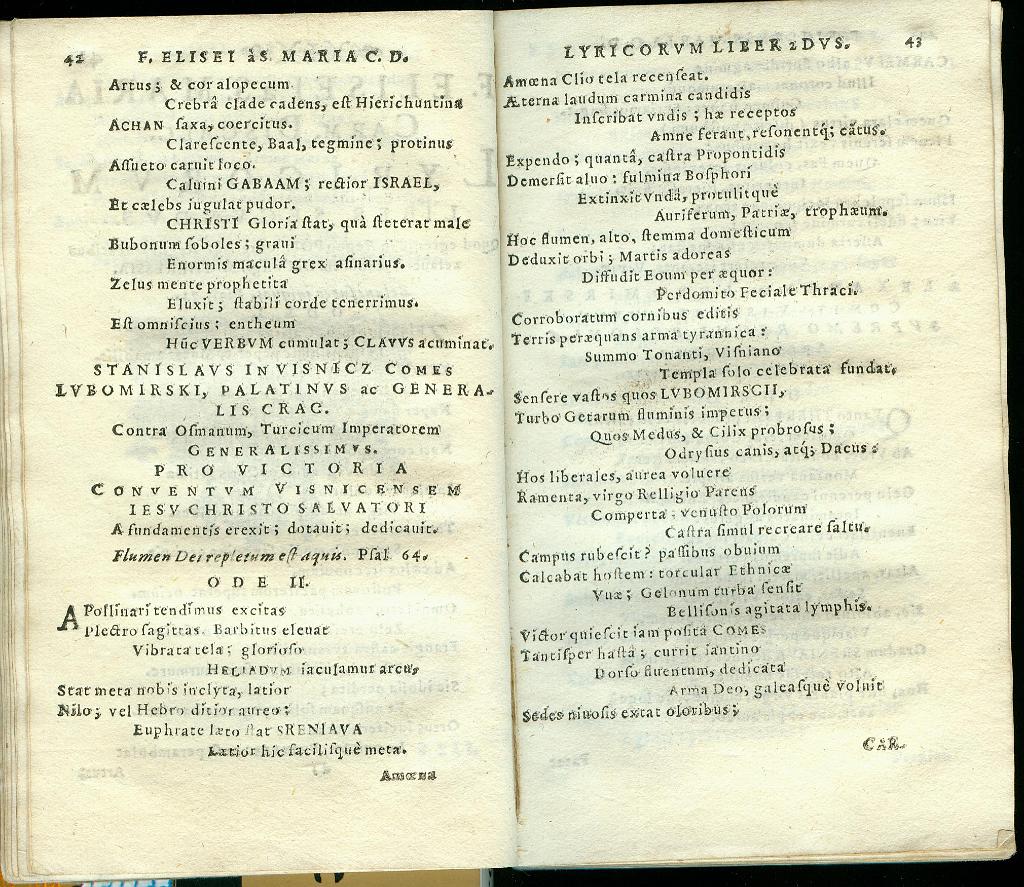 42 F. ELISEI àS. MARIA C. D.
Artus; & cor alopecum
Crebrâ clade cadens, eſt Hierichuntina
ACHAN ſaxa, coercitus.
Clareſcente, Baal, tegmine; protinus
Aſſueto caruit loco.
Caluini GABAAM; rectior ISRAEL,
Et cælebs iugulat pudor.
CHRISTI Gloria ſtat, quà ſteterat male
Bubonum ſoboles; graui
Enormis maculâ grex aſinarius.
Zelus mente prophetica
Eluxit; ſtabili corde tenerrimus.
Eſt omniſcius: entheum
Hûc VERBVM cumulat; CLAVVS acuminat.
STANISLAVS IN VISNICZ COMES
LVBOMIRSKI, PALATINVS ac GENERA-
LIS CRAC.
Contra Oſmanum, Turcicum Imperatorem
GENERALISSIMVS.
PRO VICTORIA
CONVENTVM VISNICENSEM
IESV CHRISTO SALVATORI
A fundamentis erexit; dotauit; dedicauit.
Flumen Dei repletum eſt aquis. Pſal 64.
ODE II.
APollinari tendimus excitas
Plectro ſagittas. Barbitus eleuat
Vibrata tela; glorioſo
HELIADVM iaculamur arcu,
Stat meta nobis inclyta, latior
Nilo; vel Hebro ditior aureo:
Euphrate læto ſtat SRENIAVA
Lætior hic facilíſquè meta.
Amœna
LYRICORVM LIBER 2DVS. 43
Amœna Clio tela recenſeat.
Æterna laudum carmina candidis
Inſcribat vndis; hæ receptos
Amne ferant, reſonentq; cātus.
Expendo; quantâ, caſtra Propontidis
Demerſit aluo: fulmina Boſphori
Extinxit vndâ, protulitquè
Auriferum, Patriæ, trophæum.
Hoc flumen, alto, ſtemma domeſticum
Deduxit orbi; Martis adoreas
Diffudit Eoum per æquor:
Perdomito Feciale Thraci.
Corroboratum cornibus editis
Terris peræquans arma tyrannica:
Summo Tonanti, Viſniano
Templa ſolo celebrata fundat.
Senſere vaſtos quos LVBOMIRSCII,
Turbo Getarum fluminis impetus;
Quos Medus, & Cilix probroſus;
Odryſius canis, atq; Dacus:
Hos liberales, aurea voluere
Ramenta, virgo Relligio Parens
Comperta; venuſto Polorum
Caſtra ſimul recreare ſaltu.
Campus rubeſcit? paſſibus obuium
Calcabat hoſtem: torcular Ethnicæ
Vuæ; Gelonum turba ſenſit
Belliſonis agitata lymphis.
Victor quieſcit iam poſitâ COMES
Tantiſper haſtâ; currit iantino
Dorſo fluentum, dedicata
Arma Deo, galeaſquè voluit
Sedes niuoſis extat oloribus;
CAR-